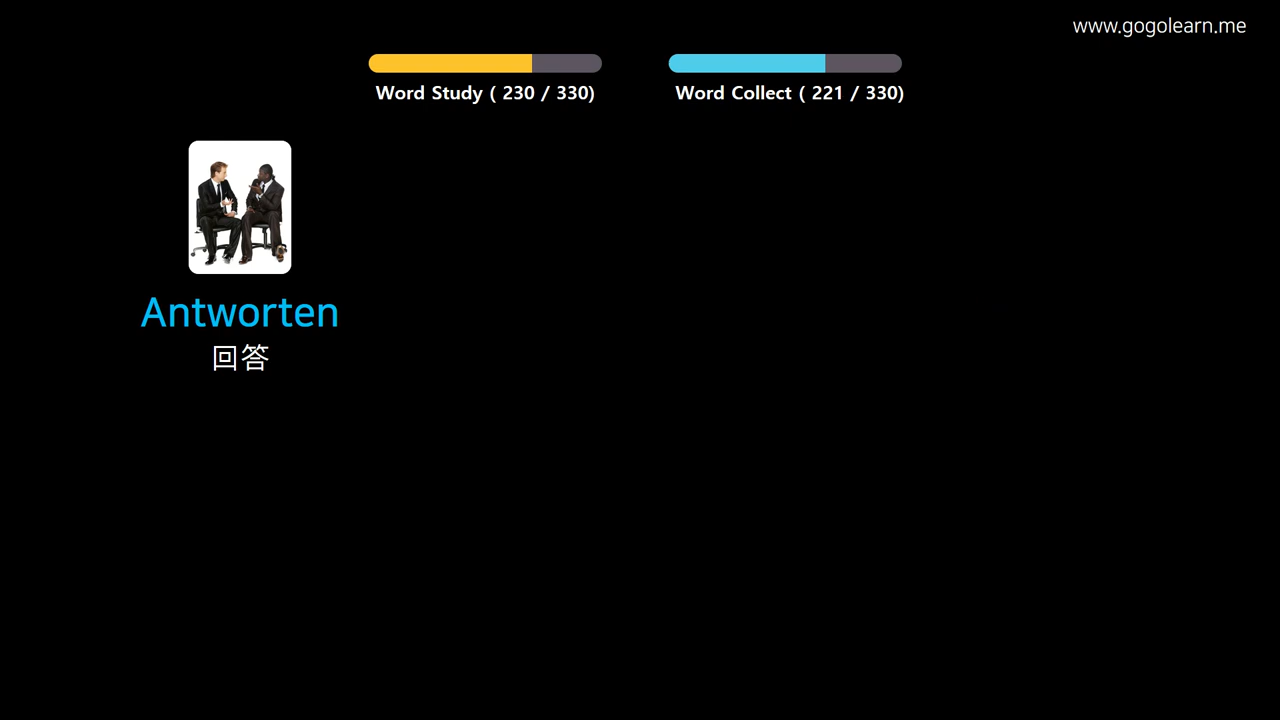 www.gogolearn.me
Word Study ( 230 / 330)
Word Collect ( 221 / 330)
Antworten
回答